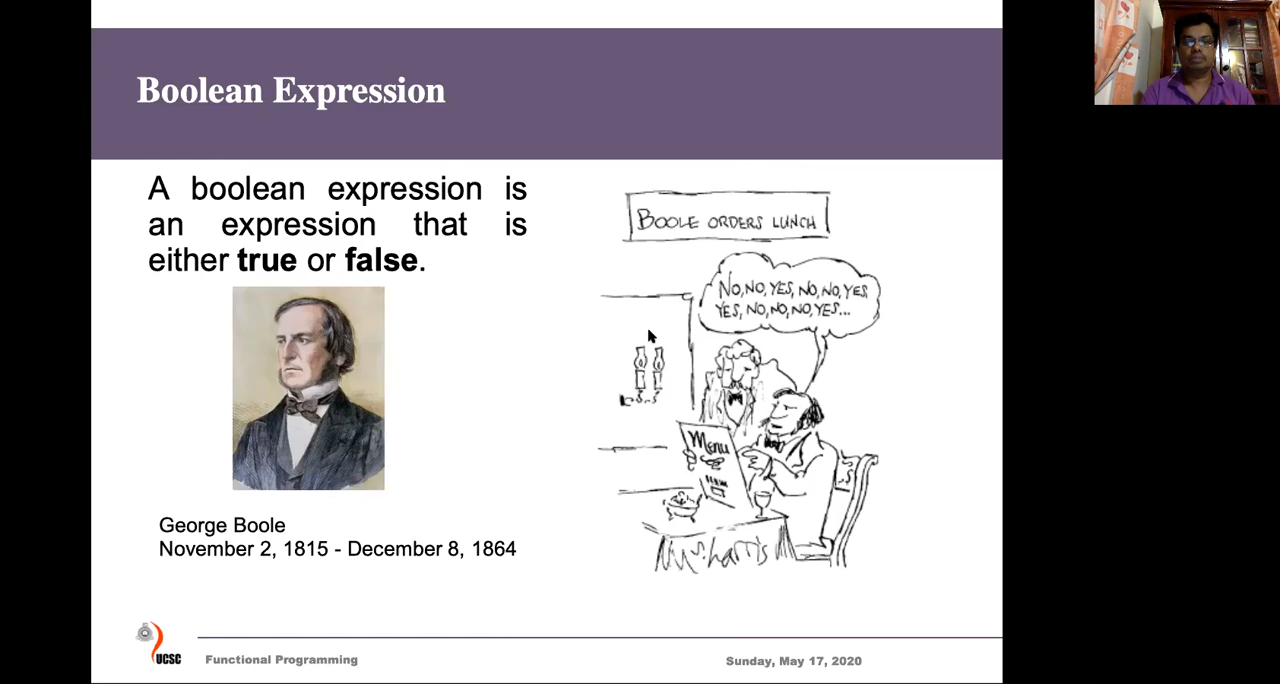 Boolean Expression
A boolean expression is
an expression that is
either true or false.
BOOLE ORDERS LUNCH
NO, NO, YES, NO, NO, YES,
YES, NO, NO, NO, YES...
MENU
S.harris
George Boole
November 2, 1815 - December 8, 1864
UCSC
Functional Programming
Sunday, May 17, 2020